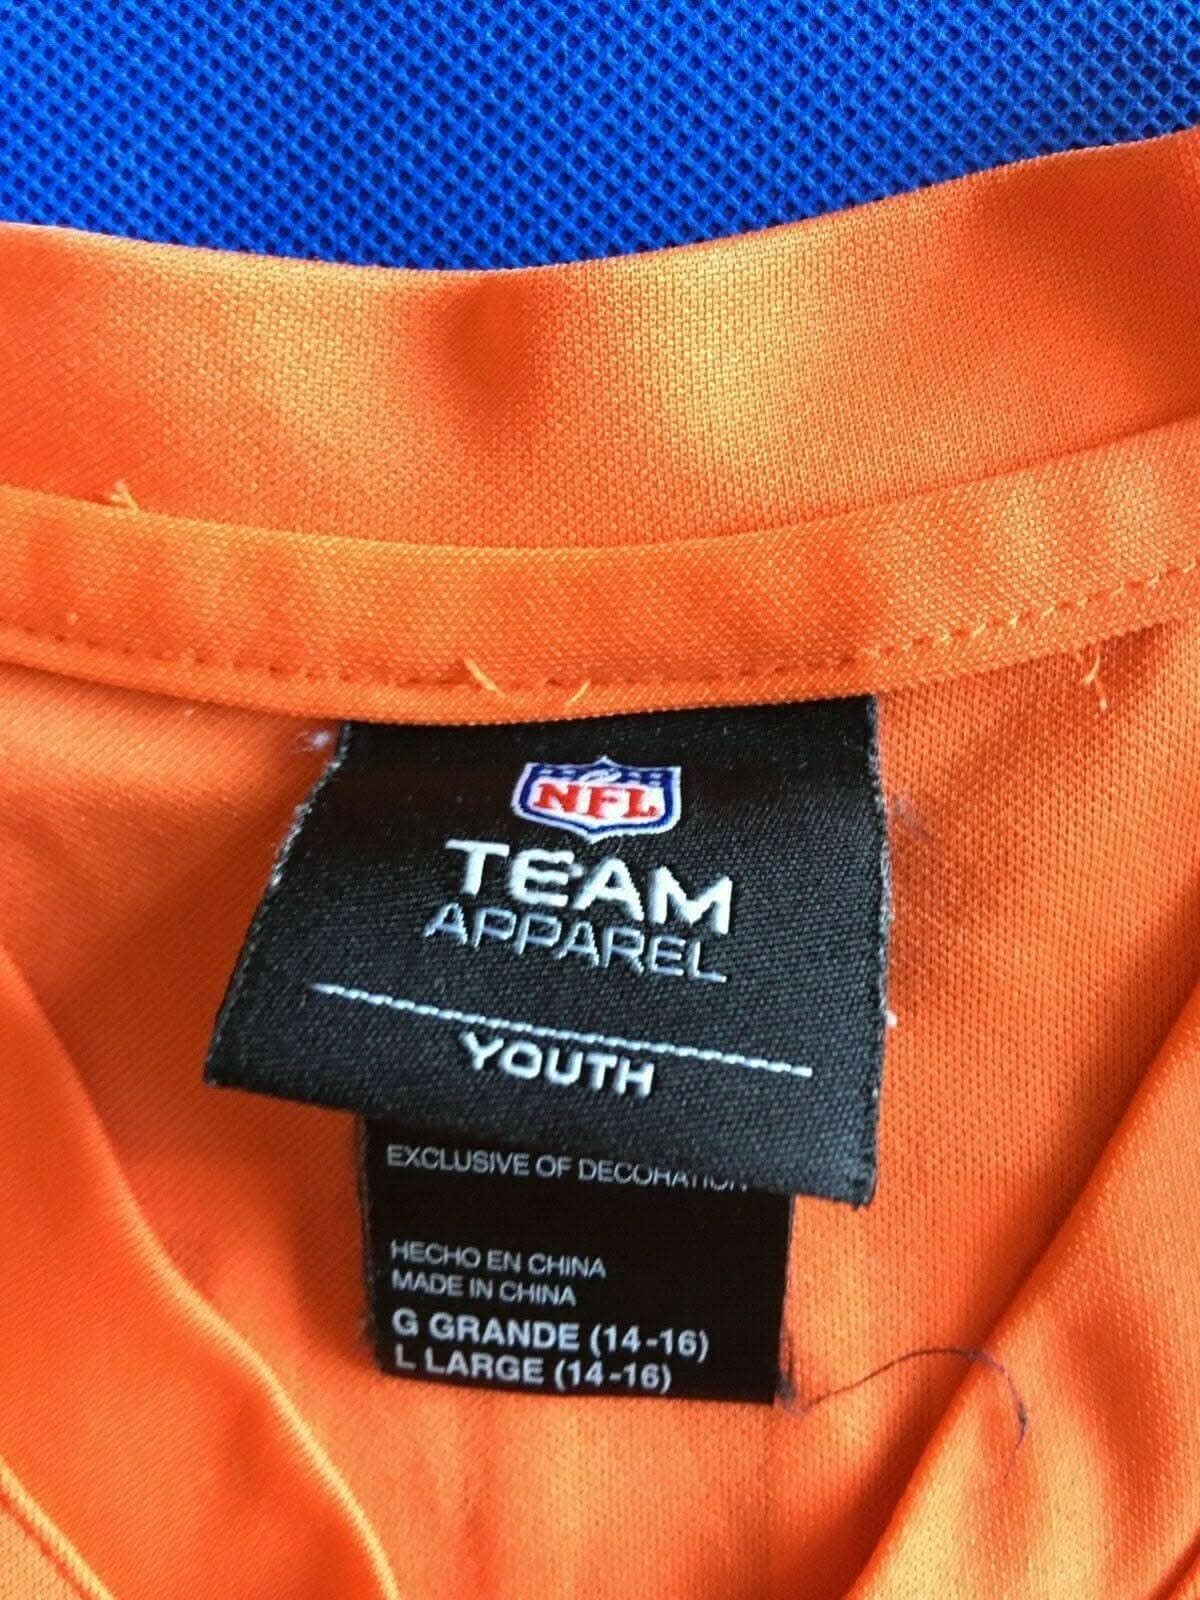 NFL
TEAM
APPAREL
YOUTH
EXCLUSIVE OF DECORATION
HECHO EN CHINA
MADE IN CHINA
G GRANDE (14-16)
L LARGE (14-16)